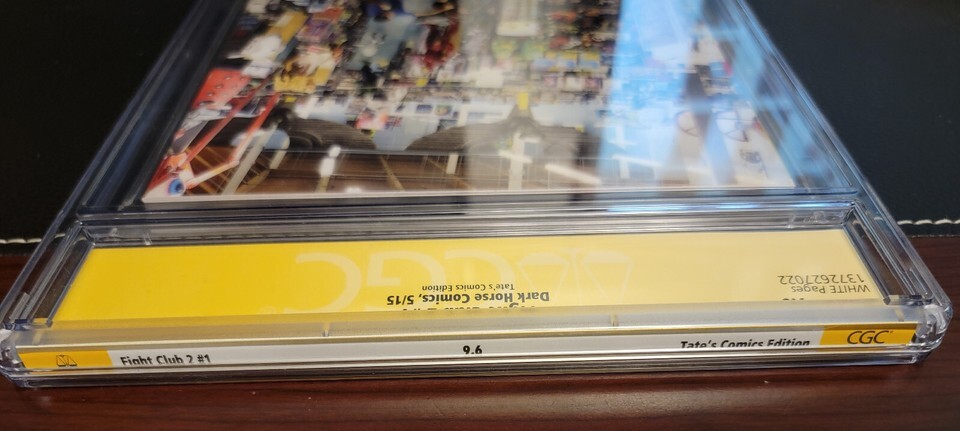 CGC
Tate's Comics Edition
Dark Horse Comics, 5/15
WHITE Pages
1372627022
Fight Club 2 #1
9.6
Tate's Comics Edition
CGC